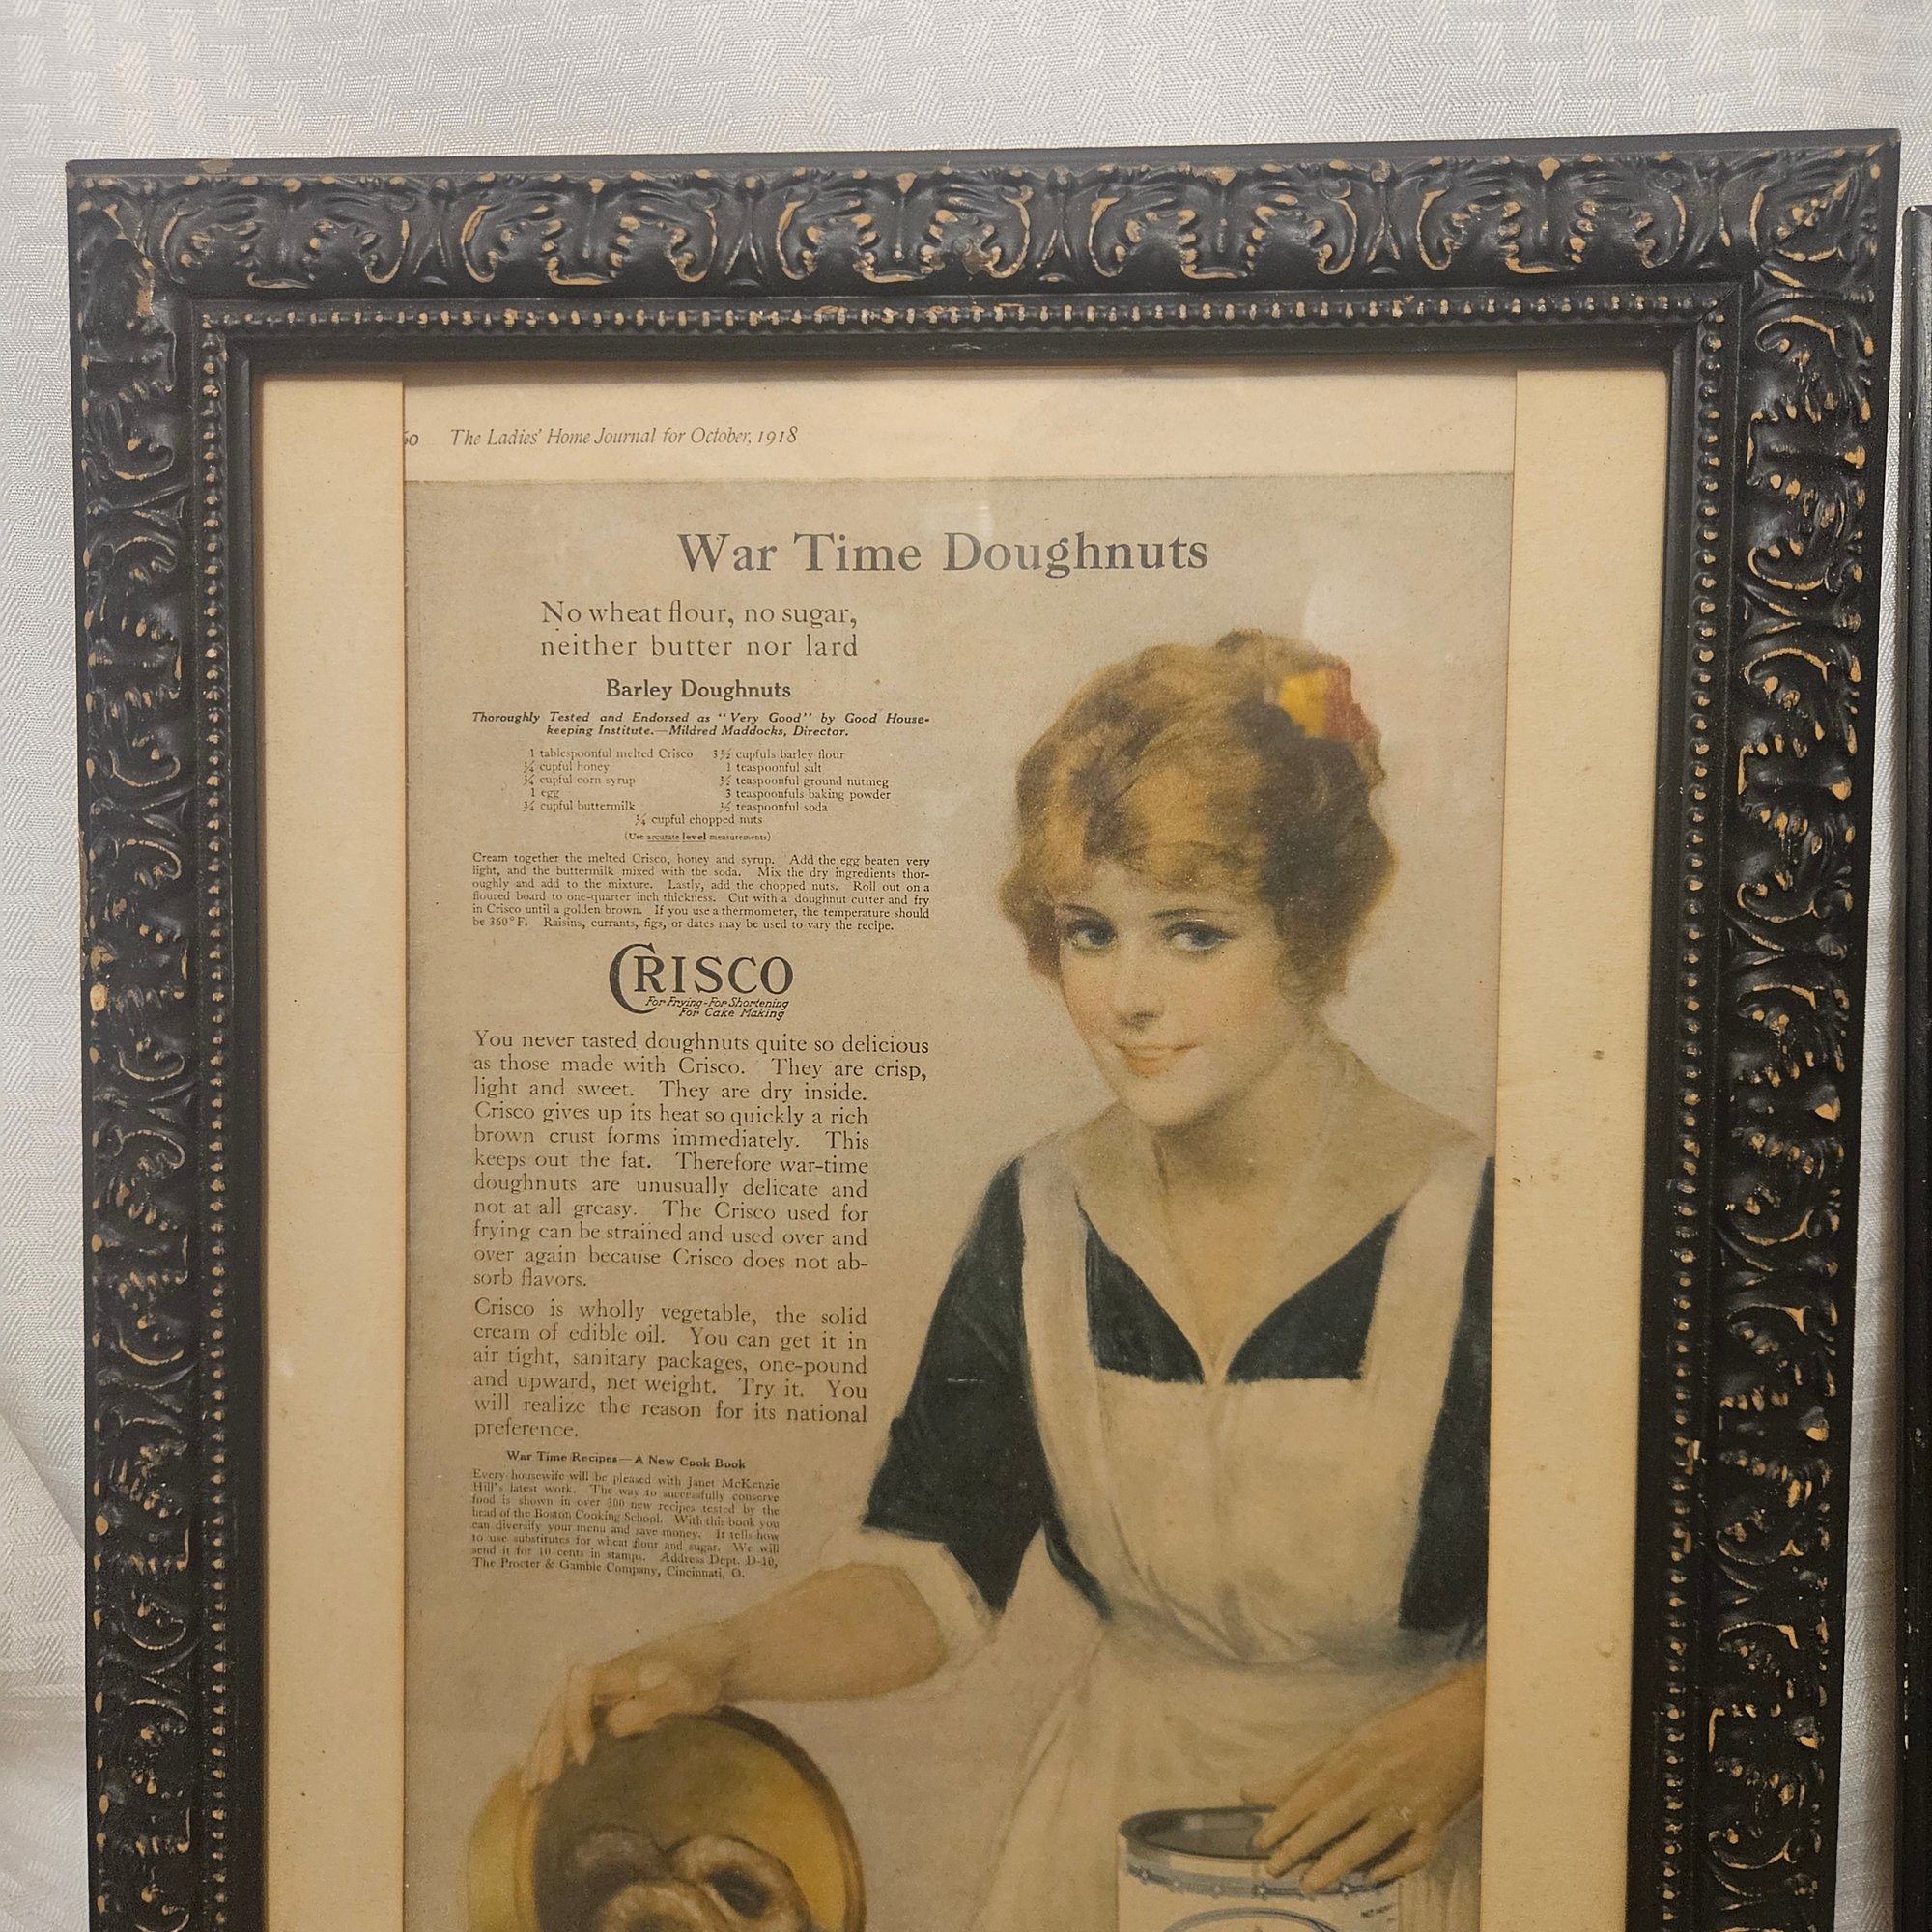 60 The Ladies' Home Journal for October, 1918
War Time Doughnuts
No wheat flour, no sugar,
neither butter nor lard
Barley Doughnuts
Thoroughly Tested and Endorsed as "Very Good" by Good House-
keeping Institute.—Mildred Maddocks, Director.
1 tablespoonful melted Crisco 3½ cupfuls barley flour
cupful honey 1 teaspoonful salt
cupful corn syrup ½ teaspoonful ground nutmeg
1 egg 3 teaspoonfuls baking powder
¾ cupful buttermilk ½ teaspoonful soda
cupful chopped nuts
(Use accurate level measurements)
Cream together the melted Crisco, honey and syrup. Add the egg beaten very
light, and the buttermilk mixed with the soda. Mix the dry ingredients thor-
oughly and add to the mixture. Lastly, add the chopped nuts. Roll out on a
floured board to one-quarter inch thickness. Cut with a doughnut cutter and fry
in Crisco until a golden brown. If you use a thermometer, the temperature should
be 360° F. Raisins, currants, figs, or dates may be used to vary the recipe.
CRISCO
For Frying-For Shortening
For Cake Making
You never tasted doughnuts quite so delicious
as those made with Crisco. They are crisp,
light and sweet. They are dry inside.
Crisco gives up its heat so quickly a rich
brown crust forms immediately. This
keeps out the fat. Therefore war-time
doughnuts are unusually delicate and
not at all greasy. The Crisco used for
frying can be strained and used over and
over again because Crisco does not ab-
sorb flavors.
Crisco is wholly vegetable, the solid
cream of edible oil. You can get it in
air tight, sanitary packages, one-pound
and upward, net weight. Try it. You
will realize the reason for its national
preference.
War Time Recipes—A New Cook Book
Every housewife will be pleased with Janet McKenzie
Hill's latest work. The way to successfully conserve
food is shown in over 300 new recipes tested by the
head of the Boston Cooking School. With this book you
can diversify your menu and save money. It tells how
to use substitutes for wheat flour and sugar. We will
send it for 10 cents in stamps. Address Dept. D-10,
The Procter & Gamble Company, Cincinnati, O.